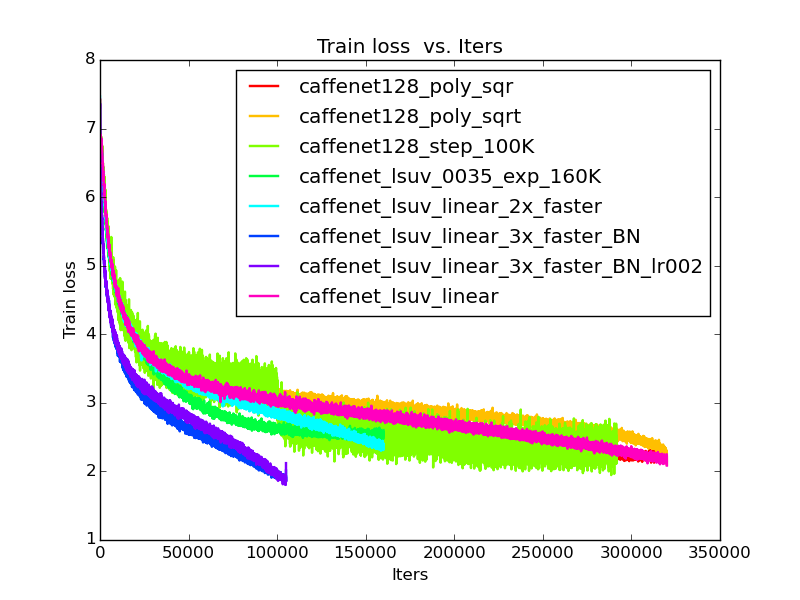 Train loss  vs. Iters
8
7
6
5
4
3
2
1
Train loss
caffenet128_poly_sqr
caffenet128_poly_sqrt
caffenet128_step_100K
caffenet_lsuv_0035_exp_160K
caffenet_lsuv_linear_2x_faster
caffenet_lsuv_linear_3x_faster_BN
caffenet_lsuv_linear_3x_faster_BN_lr002
caffenet_lsuv_linear
0 50000 100000 150000 200000 250000 300000 350000
Iters